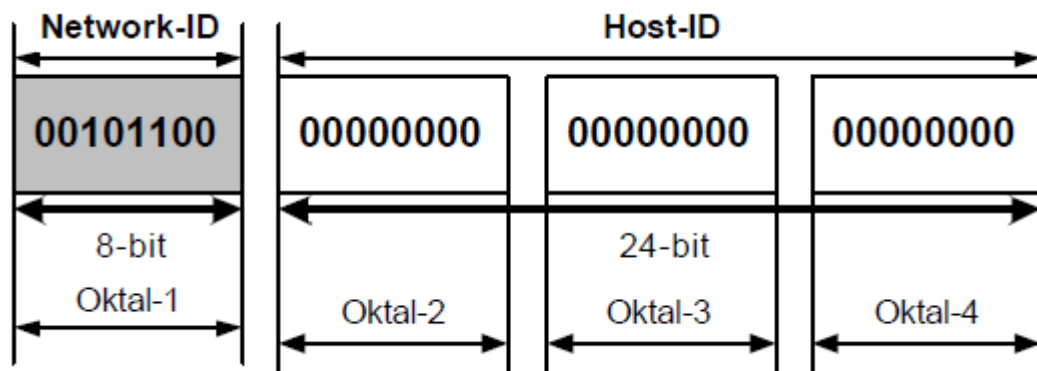 Network-ID Host-ID
00101100 00000000 00000000 00000000
8-bit 24-bit
Oktal-1 Oktal-2 Oktal-3 Oktal-4